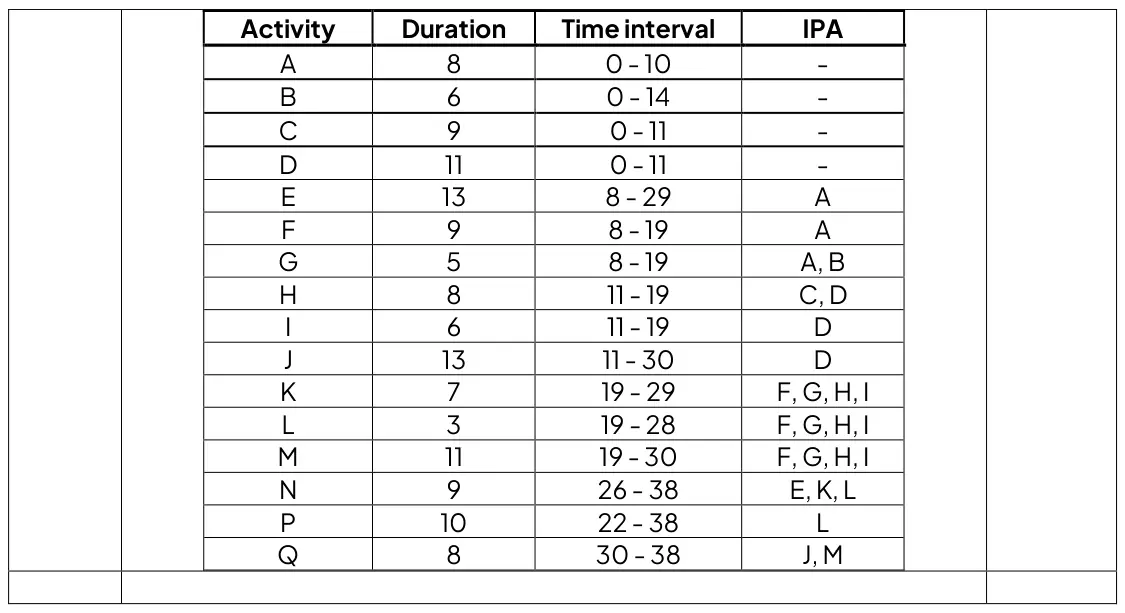 Activity Duration Time interval IPA
A 8 0 - 10 -
B 6 0 - 14 -
C 9 0 - 11 -
D 11 0 - 11 -
E 13 8 - 29 A
F 9 8 - 19 A
G 5 8 - 19 A, B
H 8 11 - 19 C, D
I 6 11 - 19 D
J 13 11 - 30 D
K 7 19 - 29 F, G, H, I
L 3 19 - 28 F, G, H, I
M 11 19 - 30 F, G, H, I
N 9 26 - 38 E, K, L
P 10 22 - 38 L
Q 8 30 - 38 J, M